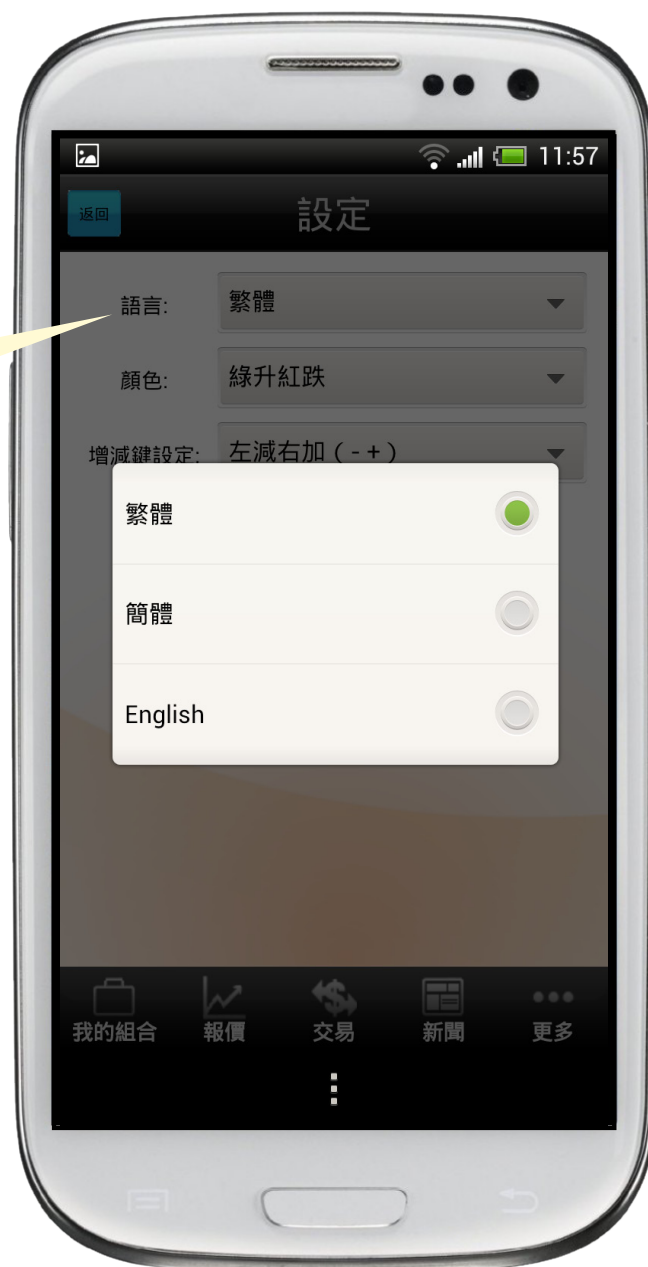 11:57
返回
設定
語言:
繁體
顏色:
綠升紅跌
增減鍵設定:
左減右加 ( - + )
繁體
簡體
English
我的組合
報價
交易
新聞
更多